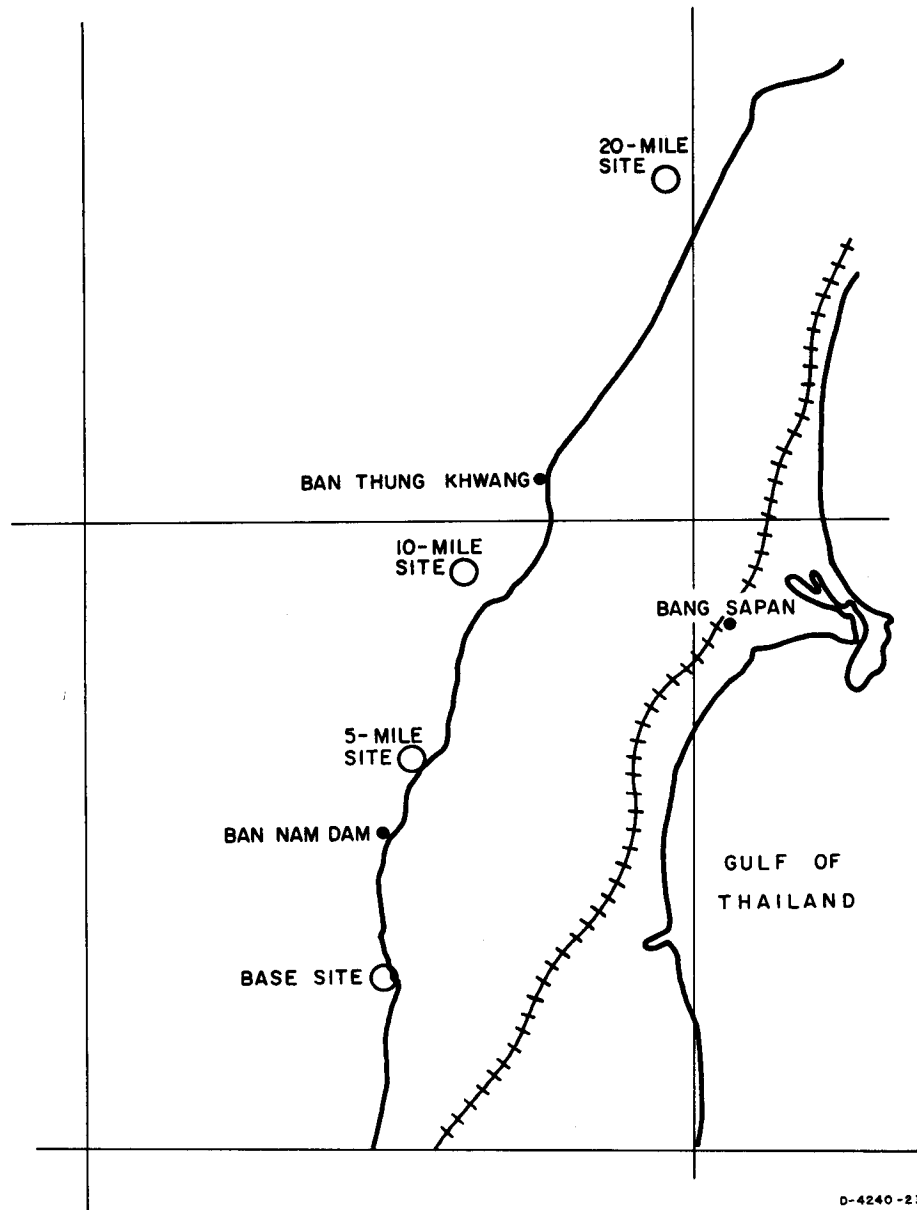 20-MILE
SITE
BAN THUNG KHWANG
10-MILE
SITE
BANG SAPAN
5-MILE
SITE
BAN NAM DAM
GULF OF
THAILAND
BASE SITE